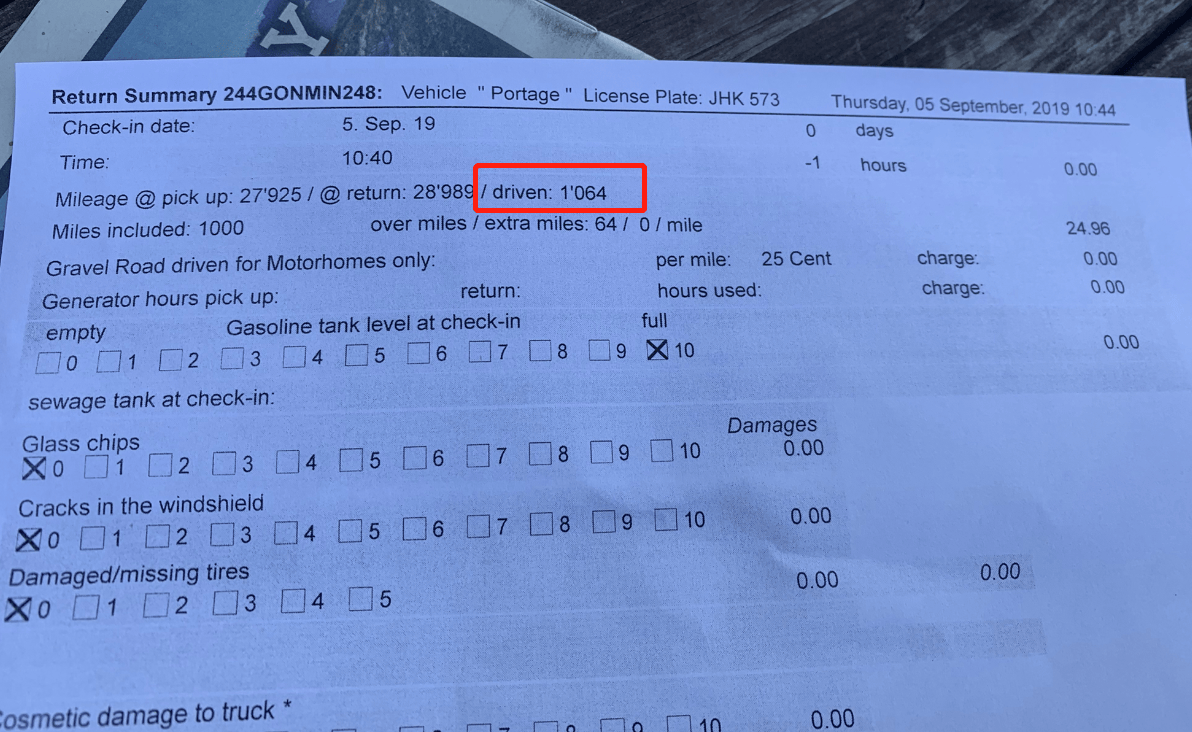 Y
Return Summary 244GONMIN248: Vehicle " Portage " License Plate: JHK 573 Thursday, 05 September, 2019 10:44
Check-in date: 5. Sep. 19 0 days
Time: 10:40 -1 hours 0.00
Mileage @ pick up: 27'925 / @ return: 28'989 / driven: 1'064
Miles included: 1000 over miles / extra miles: 64 / 0 / mile 24.96
Gravel Road driven for Motorhomes only: per mile: 25 Cent charge: 0.00
Generator hours pick up: return: hours used: charge: 0.00
empty Gasoline tank level at check-in full
0 1 2 3 4 5 6 7 8 9 10 0.00
sewage tank at check-in:
Glass chips Damages
0 1 2 3 4 5 6 7 8 9 10 0.00
Cracks in the windshield
0 1 2 3 4 5 6 7 8 9 10 0.00
Damaged/missing tires
0 1 2 3 4 5 0.00 0.00
Cosmetic damage to truck *
10 0.00